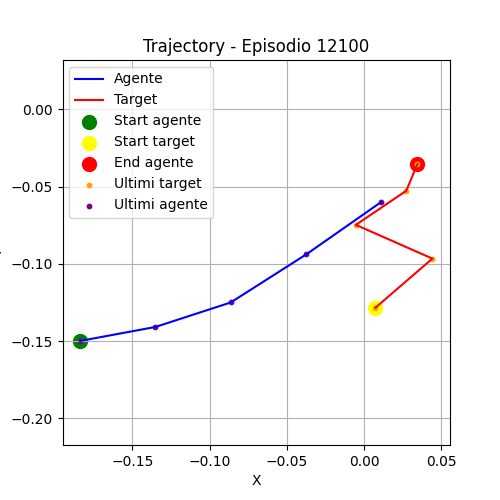 Trajectory - Episodio 12100
Agente
Target
Start agente
Start target
End agente
Ultimi target
Ultimi agente
0.00
−0.05
−0.10
−0.15
−0.20
−0.15
−0.10
−0.05
0.00
0.05
X